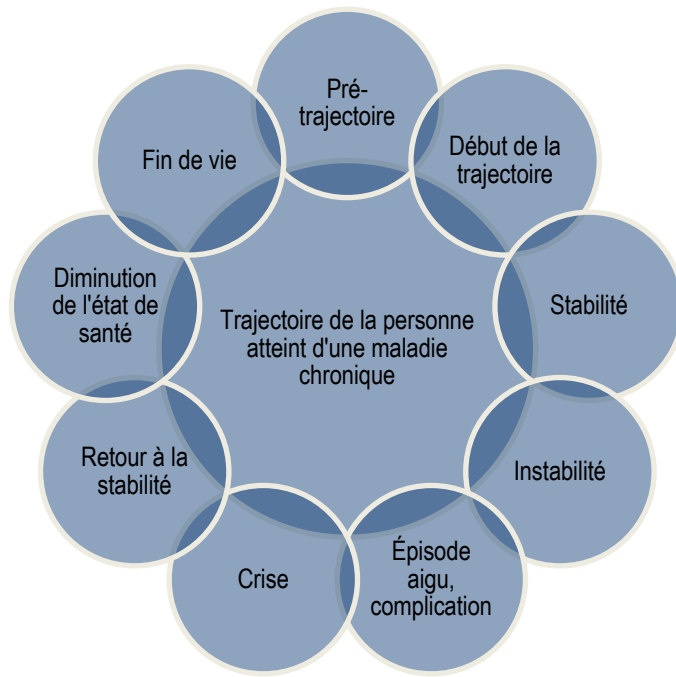 Pré-
trajectoire
Début de la
trajectoire
Stabilité
Instabilité
Épisode
aigu,
complication
Crise
Retour à la
stabilité
Diminution
de l'état de
santé
Fin de vie
Trajectoire de la personne
atteint d'une maladie
chronique